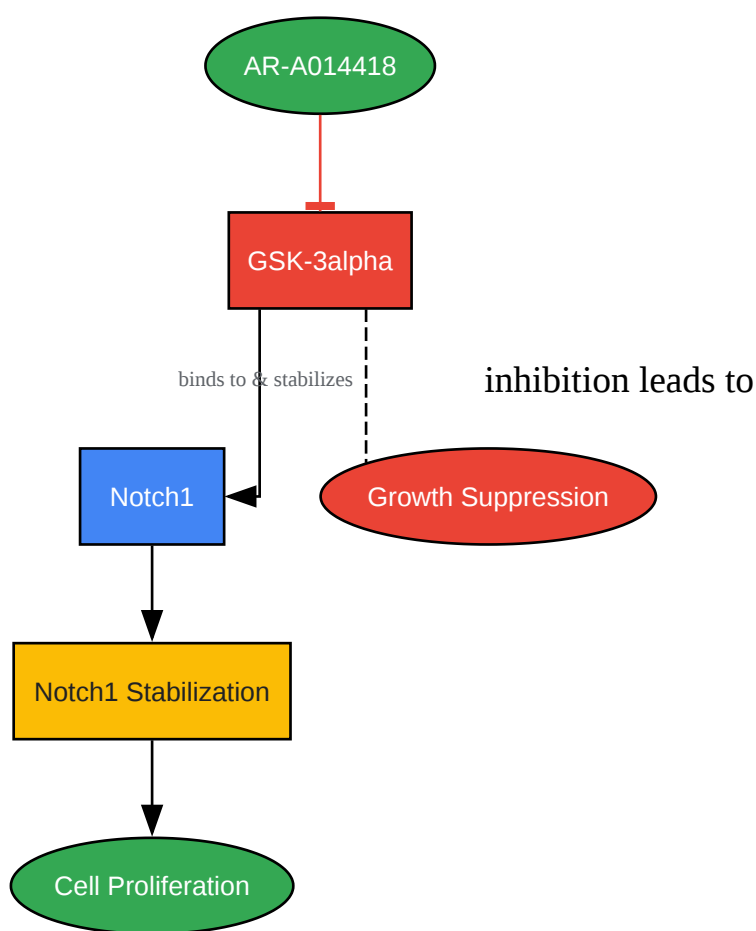 AR-A014418
GSK-3alpha
binds to & stabilizes
inhibition leads to
Notch1
Growth Suppression
Notch1 Stabilization
Cell Proliferation